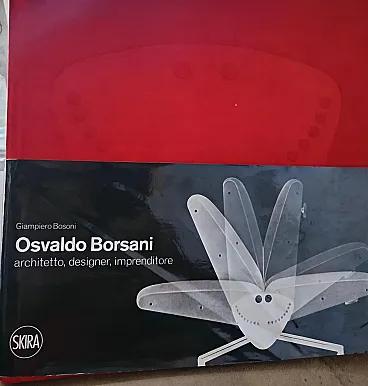 Giampiero Bosoni
Osvaldo Borsani
architetto, designer, imprenditore
SKIRA